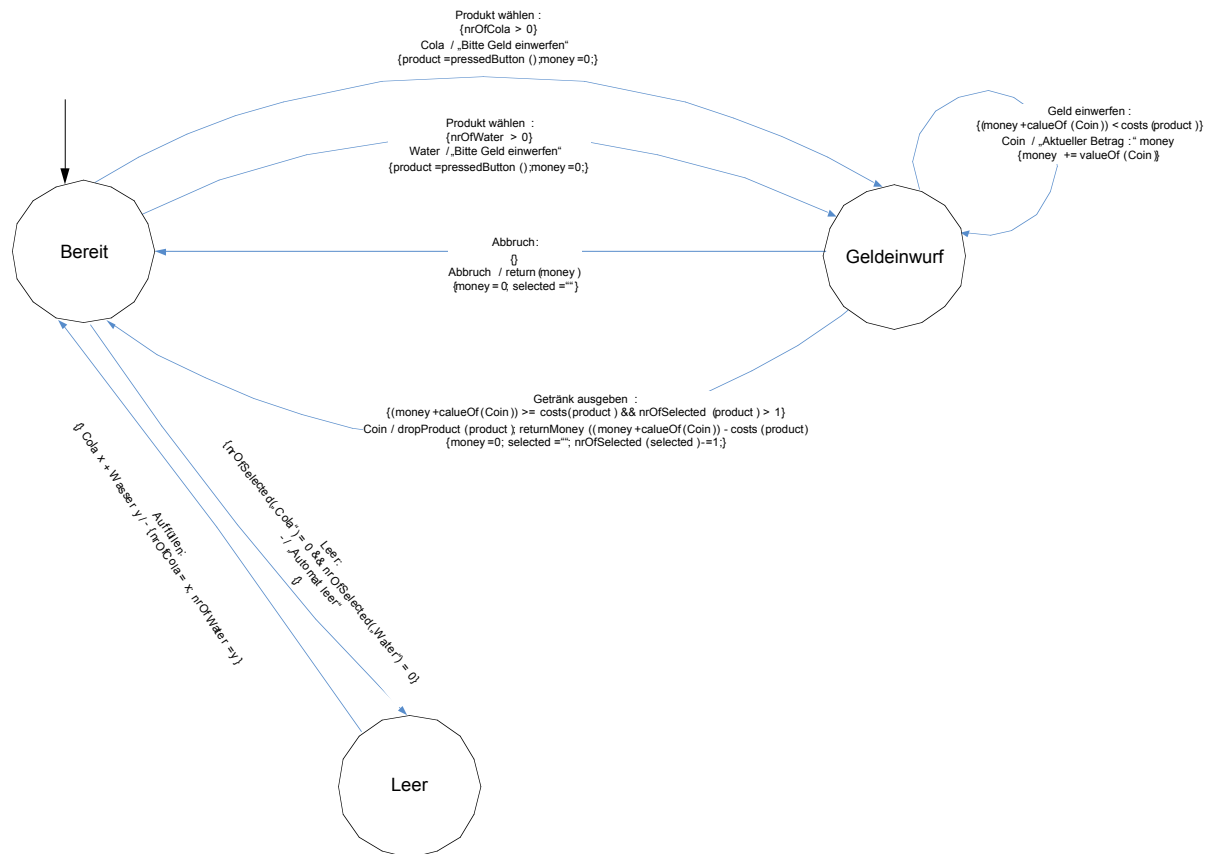 Produkt wählen :
{nrOfCola > 0}
Cola / „Bitte Geld einwerfen“
{product =pressedButton ();money =0;}
Produkt wählen :
{nrOfWater > 0}
Water / „Bitte Geld einwerfen“
{product =pressedButton ();money =0;}
Geld einwerfen :
{(money +calueOf (Coin)) < costs (product )}
Coin / „Aktueller Betrag :“ money
{money += valueOf (Coin)}
Bereit
Geldeinwurf
Abbruch:
{}
Abbruch / return (money )
{money = 0; selected =““ }
Getränk ausgeben :
{(money +calueOf (Coin)) >= costs (product ) && nrOfSelected (product ) > 1}
Coin / dropProduct (product ); returnMoney ((money +calueOf (Coin)) - costs (product)
{money =0; selected =““; nrOfSelected (selected )-=1;}
Auffüllen:
{} Cola x + Wasser y / - {nrOfCola = x; nrOfWater =y }
Leer:
{nrOfSelected(„Cola“) = 0 && nrOfSelected(„Water“) = 0}
- / „Automat leer“
{}
Leer